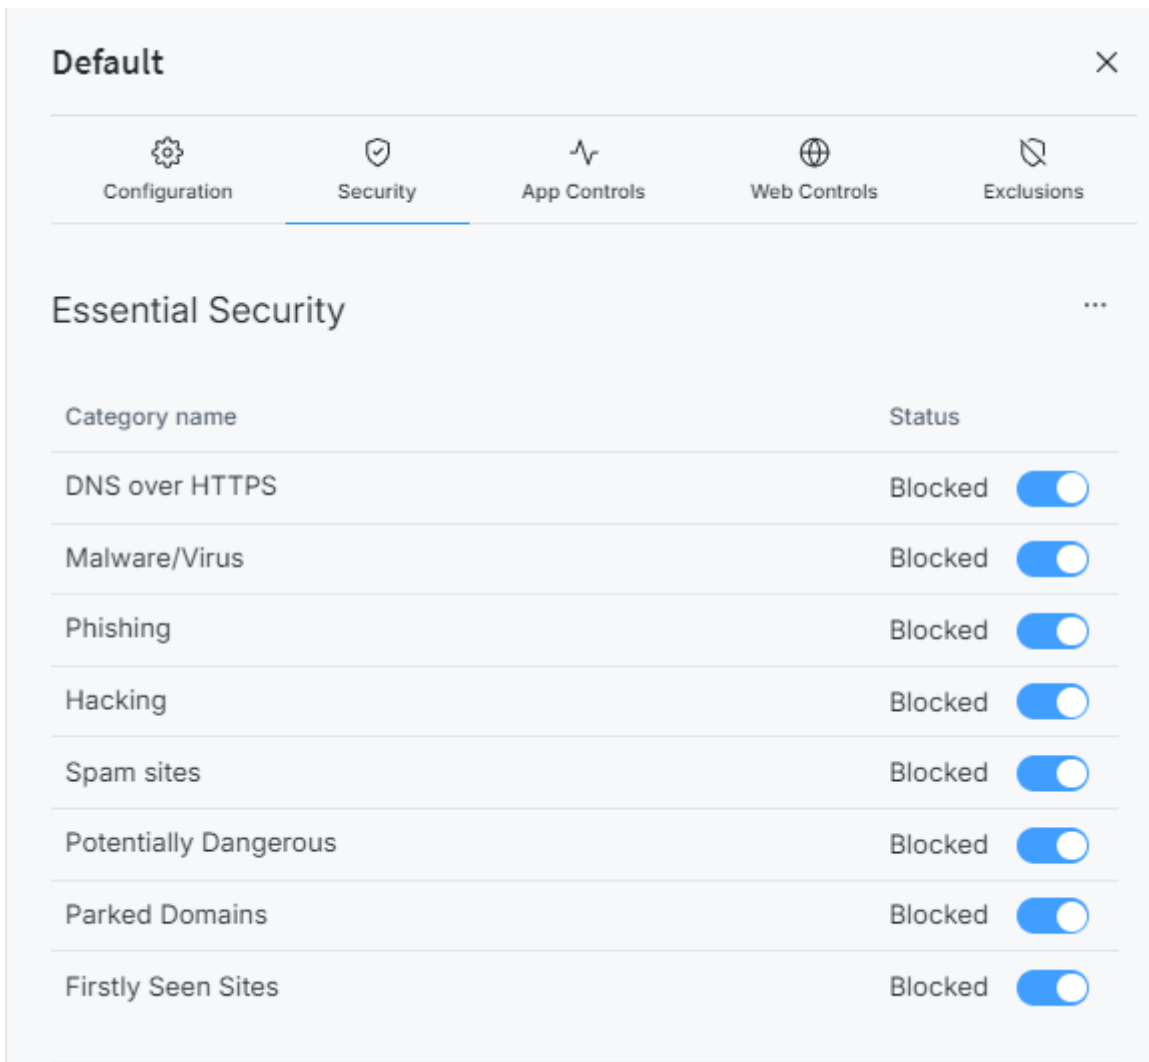 Default
Configuration Security App Controls Web Controls Exclusions
Essential Security ...
Category name Status
DNS over HTTPS Blocked
Malware/Virus Blocked
Phishing Blocked
Hacking Blocked
Spam sites Blocked
Potentially Dangerous Blocked
Parked Domains Blocked
Firstly Seen Sites Blocked